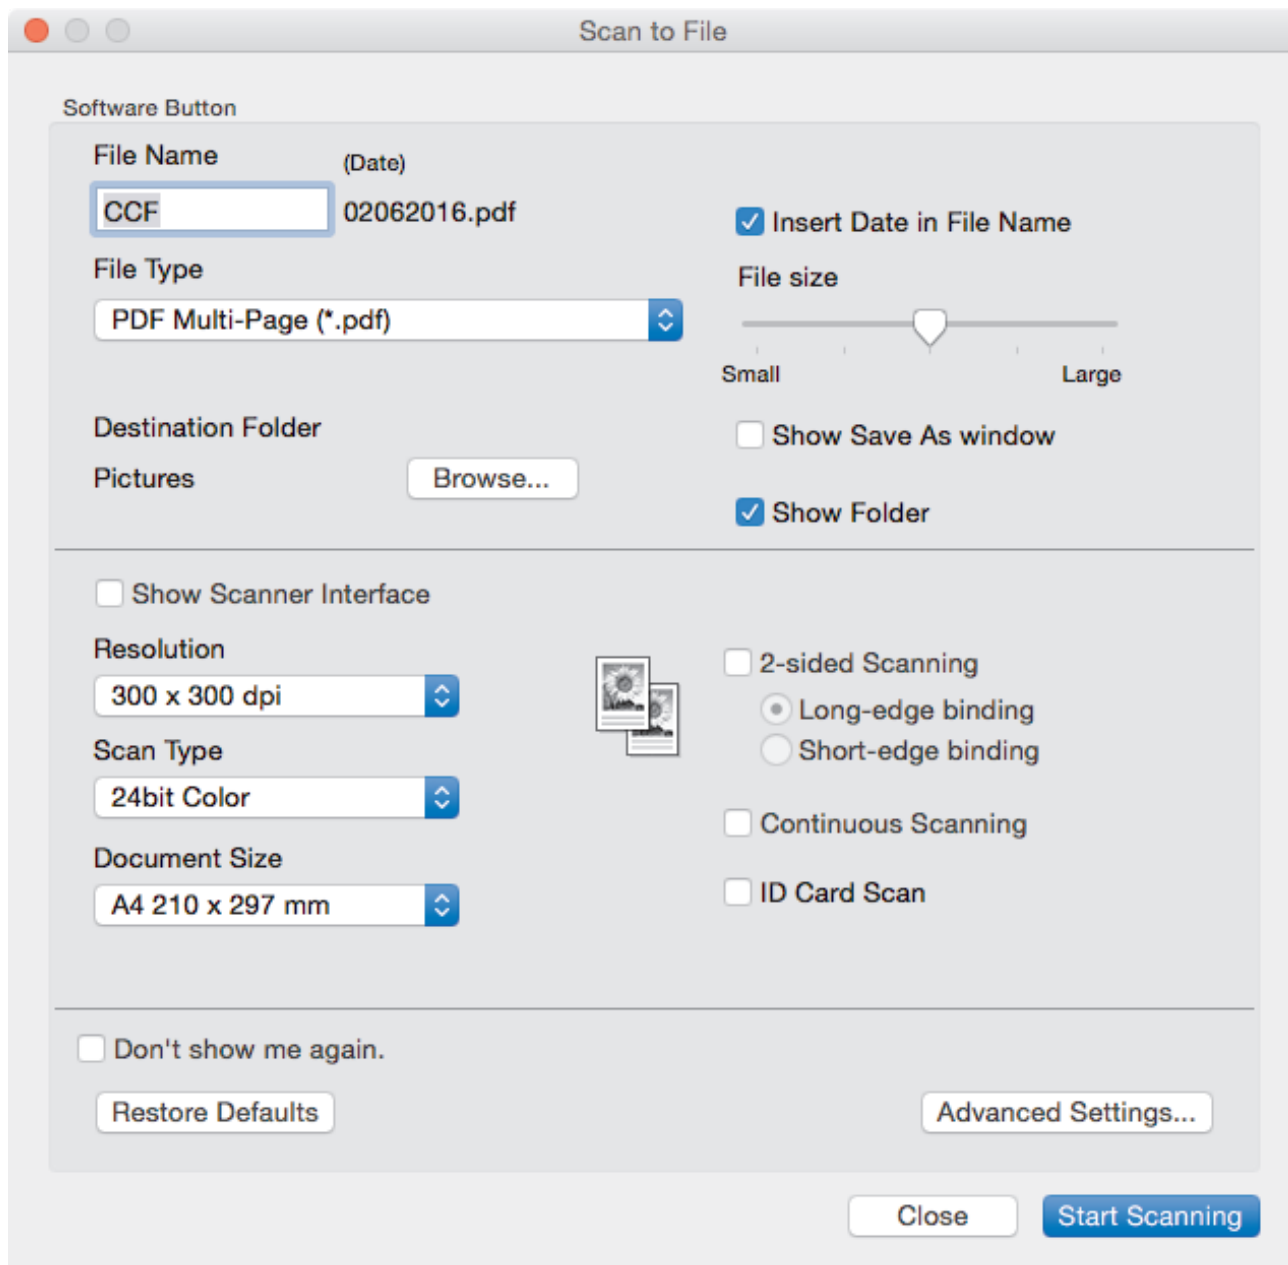 Scan to File
Software Button
File Name (Date)
CCF 02062016.pdf
Insert Date in File Name
File Type
File size
PDF Multi-Page (*.pdf)
Small Large
Destination Folder
Show Save As window
Pictures Browse...
Show Folder
Show Scanner Interface
Resolution
2-sided Scanning
300 x 300 dpi
Long-edge binding
Scan Type
Short-edge binding
24bit Color
Continuous Scanning
Document Size
ID Card Scan
A4 210 x 297 mm
Don't show me again.
Restore Defaults Advanced Settings...
Close Start Scanning